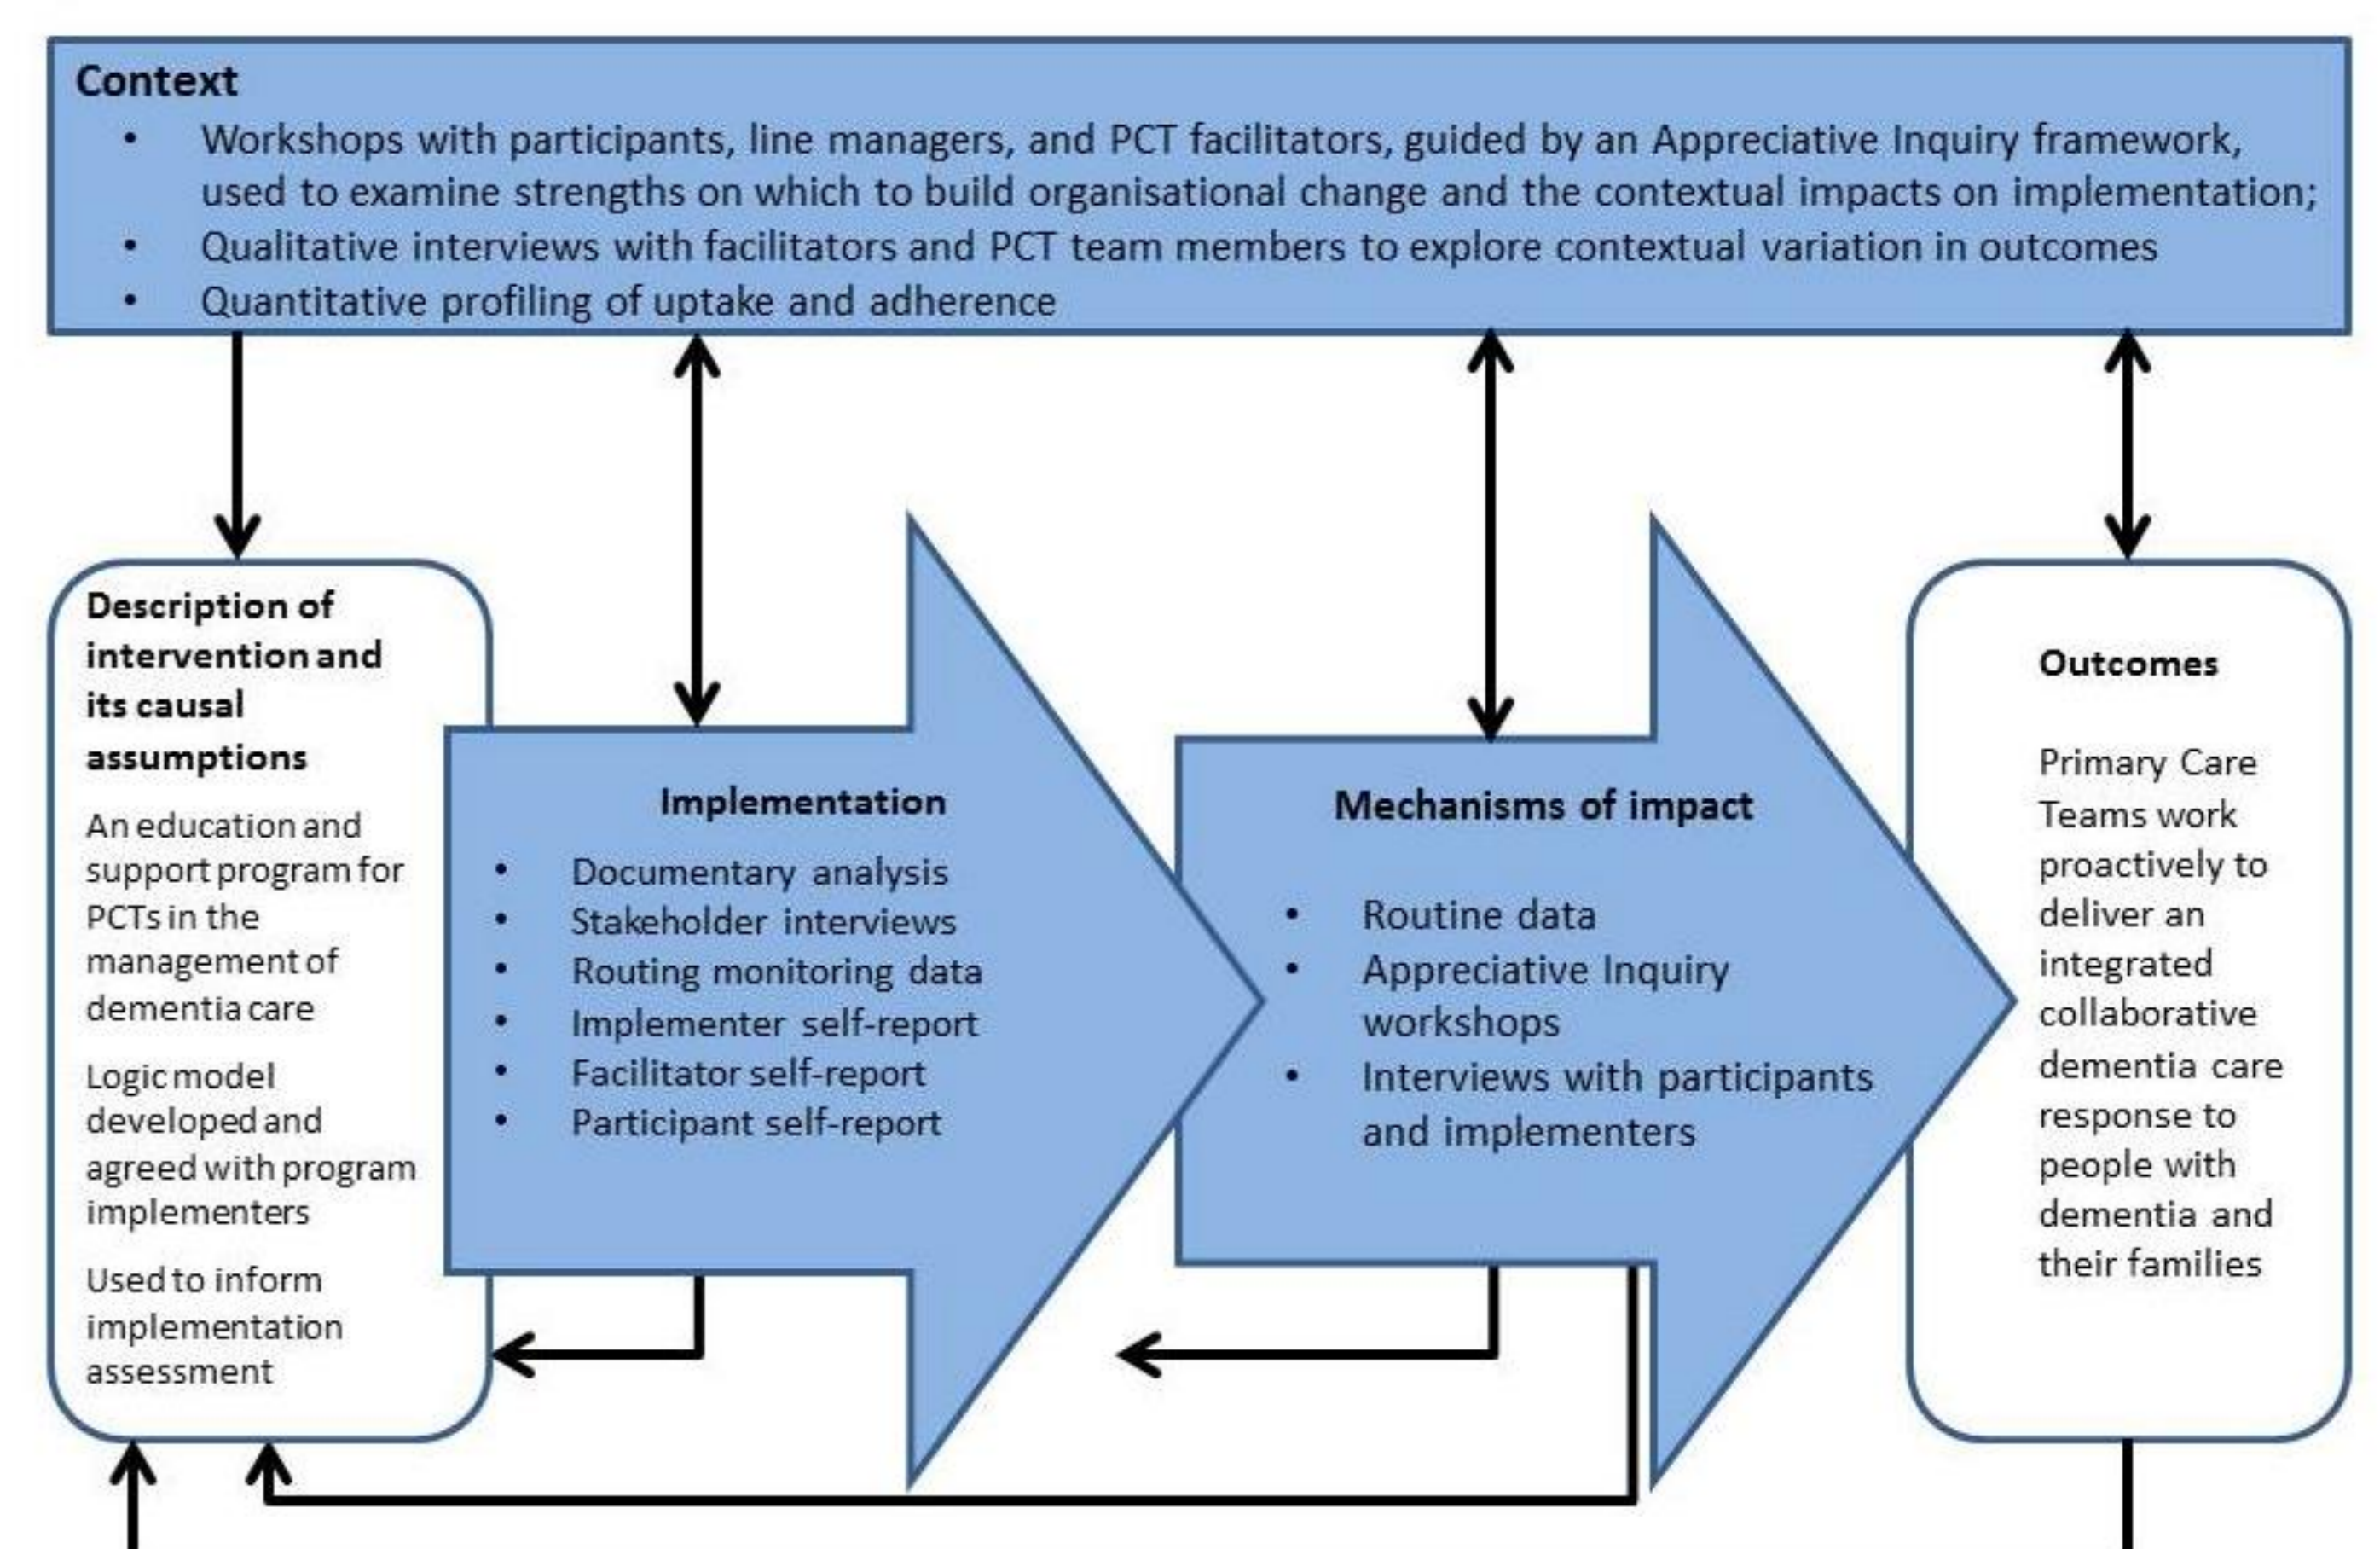 Context
• Workshops with participants, line managers, and PCT facilitators, guided by an Appreciative Inquiry framework,
used to examine strengths on which to build organisational change and the contextual impacts on implementation;
• Qualitative interviews with facilitators and PCT team members to explore contextual variation in outcomes
• Quantitative profiling of uptake and adherence
Description of
intervention and
its causal
assumptions
An education and
support program for
PCTs in the
management of
dementia care
Logic model
developed and
agreed with program
implementers
Used to inform
implementation
assessment
Implementation
• Documentary analysis
• Stakeholder interviews
• Routing monitoring data
• Implementer self-report
• Facilitator self-report
• Participant self-report
Mechanisms of impact
• Routine data
• Appreciative Inquiry
workshops
• Interviews with participants
and implementers
Outcomes
Primary Care
Teams work
proactively to
deliver an
integrated
collaborative
dementia care
response to
people with
dementia and
their families